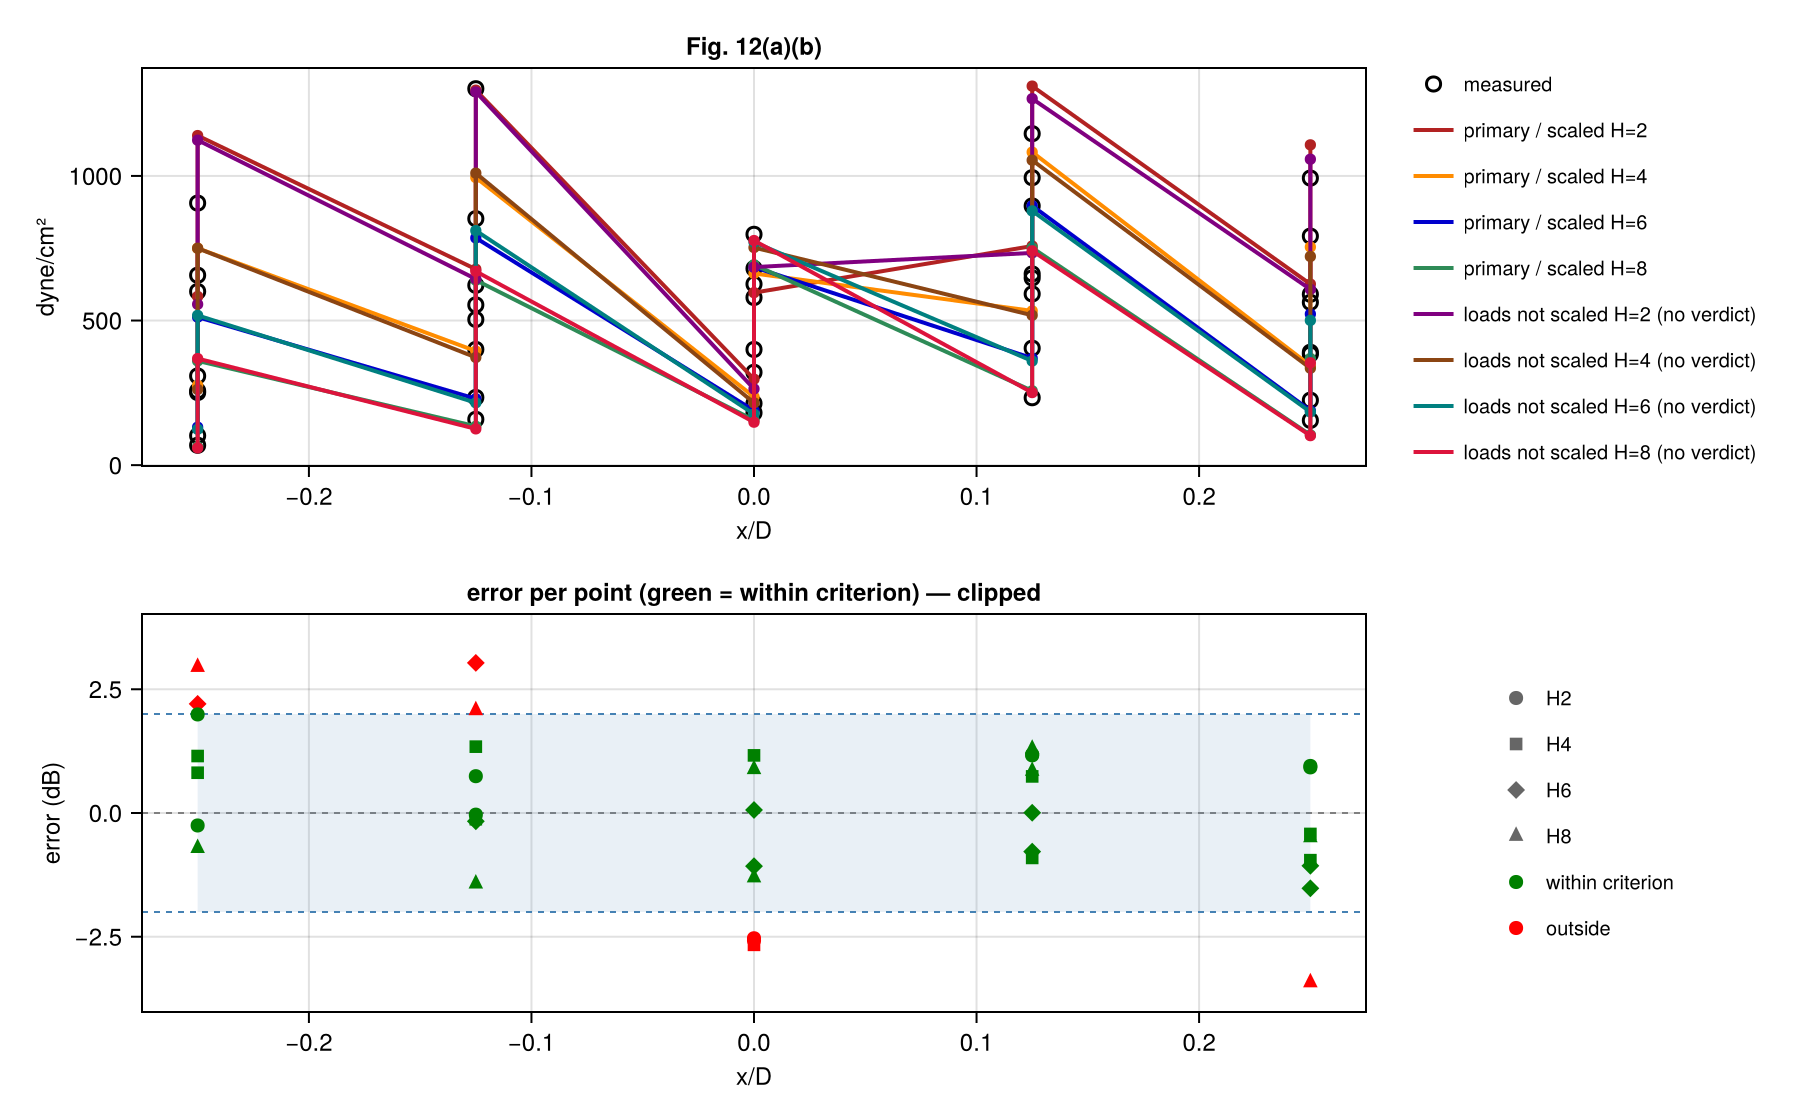 Fig. 12(a)(b)
dyne/cm²
1000
500
0
−0.2
−0.1
0.0
0.1
0.2
x/D
measured
primary / scaled H=2
primary / scaled H=4
primary / scaled H=6
primary / scaled H=8
loads not scaled H=2 (no verdict)
loads not scaled H=4 (no verdict)
loads not scaled H=6 (no verdict)
loads not scaled H=8 (no verdict)
error per point (green = within criterion) — clipped
error (dB)
2.5
0.0
−2.5
−0.2
−0.1
0.0
0.1
0.2
x/D
H2
H4
H6
H8
within criterion
outside